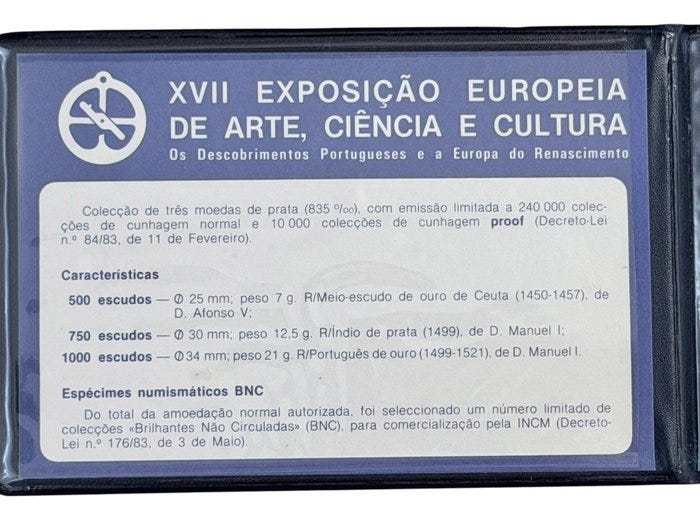 XVII EXPOSIÇÃO EUROPEIA
DE ARTE, CIÊNCIA E CULTURA
Os Descobrimentos Portugueses e a Europa do Renascimento
Colecção de três moedas de prata (835 º/oo), com emissão limitada a 240 000 colec-
ções de cunhagem normal e 10 000 colecções de cunhagem proof (Decreto-Lei
n.º 84/83, de 11 de Fevereiro).
Características
500 escudos — ∅ 25 mm; peso 7 g. R/Meio-escudo de ouro de Ceuta (1450-1457), de
D. Afonso V;
750 escudos — ∅ 30 mm; peso 12,5 g. R/Índio de prata (1499), de D. Manuel I;
1000 escudos — ∅ 34 mm; peso 21 g. R/Português de ouro (1499-1521), de D. Manuel I.
Espécimes numismáticos BNC
Do total da amoedação normal autorizada, foi seleccionado um número limitado de
colecções «Brilhantes Não Circuladas» (BNC), para comercialização pela INCM (Decreto-
Lei n.º 176/83, de 3 de Maio).